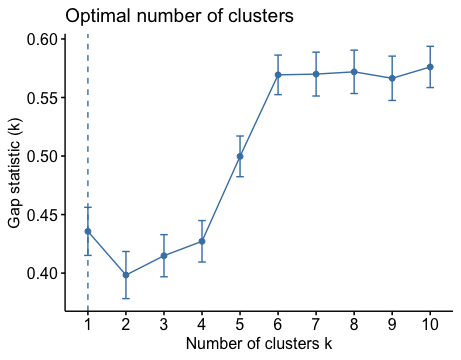 Optimal number of clusters
Gap statistic (k)
0.60
0.55
0.50
0.45
0.40
1 2 3 4 5 6 7 8 9 10
Number of clusters k